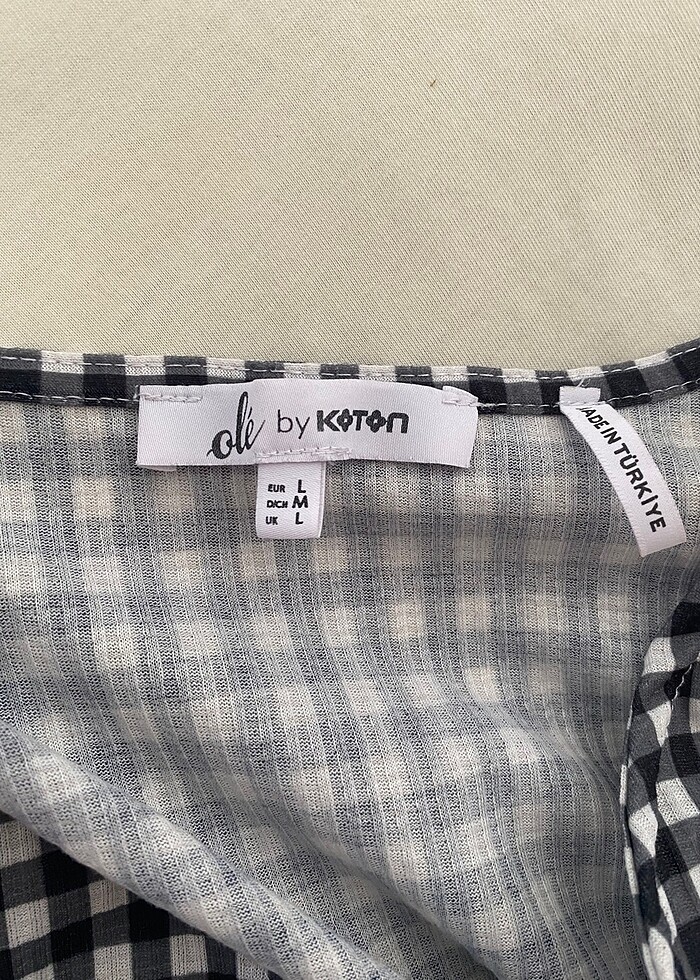 olé by KOTON
EUR L
D/CH M
UK L
MADE IN TÜRKİYE